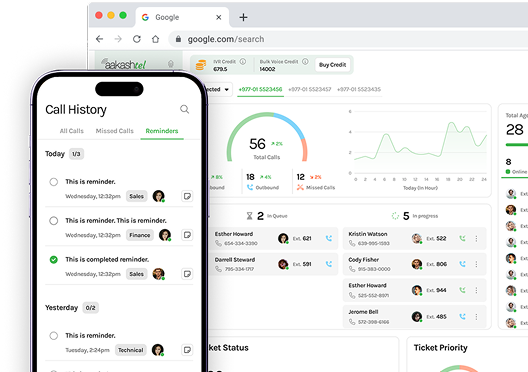 Google
google.com/search
aakashtel
IVR Credit
679.5
Bulk Voice Credit
14002
Buy Credit
+977-01 5523456
+977-01 5523457
+977-01 5523435
56
2%
Total Calls
8%
18
4%
Outbound
12
2%
Missed Calls
6
5
4
3
2
1
0
0 2 4 6 8 10 12 14 16 18 20 22 24
Today (In Hour)
Total Age
28
8
Online
2 In Queue
Esther Howard
654-334-3390
Ext. 621
Darrell Steward
795-334-1717
Ext. 591
5 In progress
Kristin Watson
639-995-1593
Ext. 522
Cody Fisher
915-383-0000
Ext. 806
Esther Howard
525-552-8971
Ext. 944
Jerome Bell
572-398-6166
Ext. 485
ket Status
Ticket Priority
Call History
All Calls
Missed Calls
Reminders
Today
1/3
This is reminder.
Wednesday, 12:32pm
Sales
This is reminder. This is reminder.
Wednesday, 12:32pm
Finance
This is completed reminder.
Wednesday, 12:32pm
Sales
Yesterday
0/2
This is reminder.
Tuesday, 2:24pm
Technical